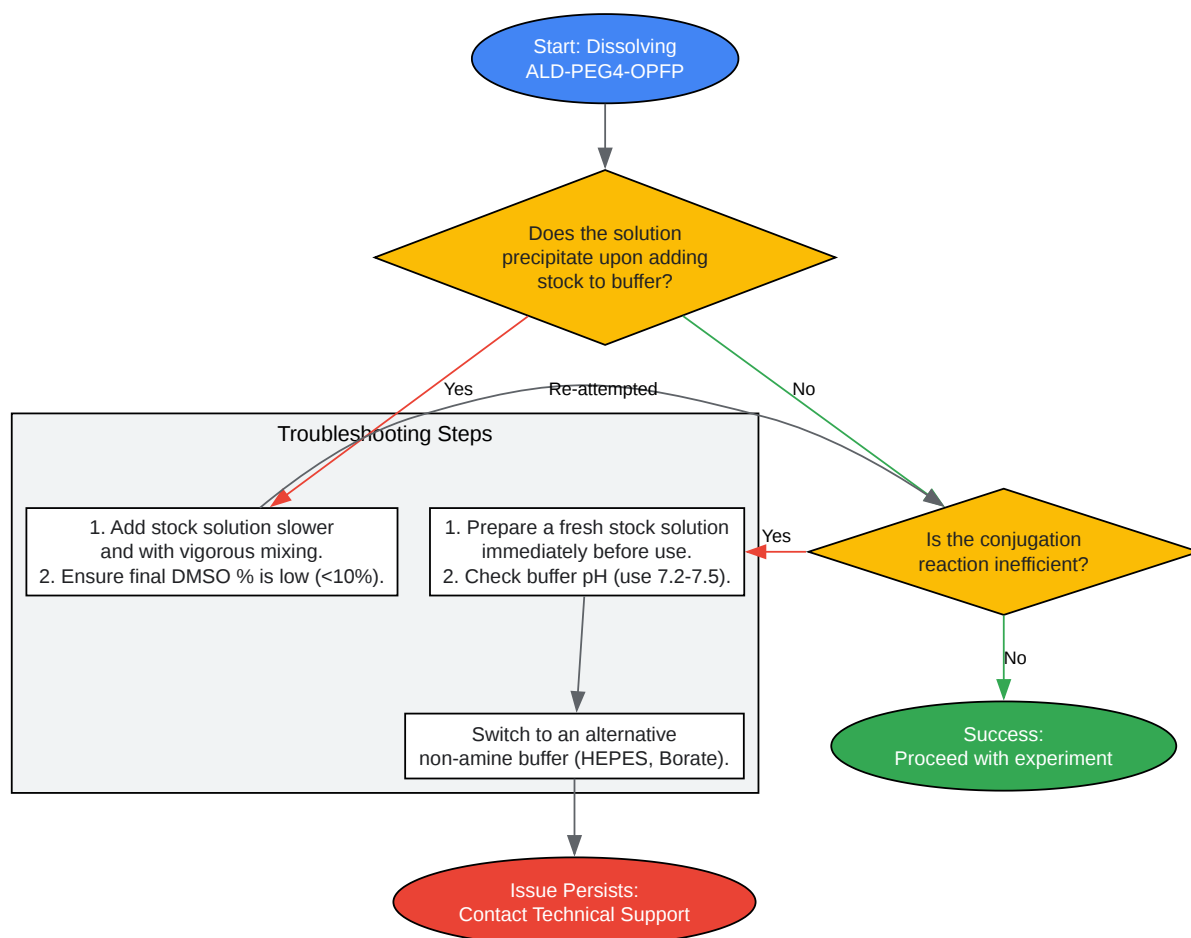 Start: Dissolving
ALD-PEG4-OPFP
Does the solution
precipitate upon adding
stock to buffer?
Yes
Re-attempted
No
Troubleshooting Steps
1. Add stock solution slower
and with vigorous mixing.
2. Ensure final DMSO % is low (<10%).
1. Prepare a fresh stock solution
immediately before use.
2. Check buffer pH (use 7.2-7.5).
Yes
Is the conjugation
reaction inefficient?
No
Switch to an alternative
non-amine buffer (HEPES, Borate).
Success:
Proceed with experiment
Issue Persists:
Contact Technical Support